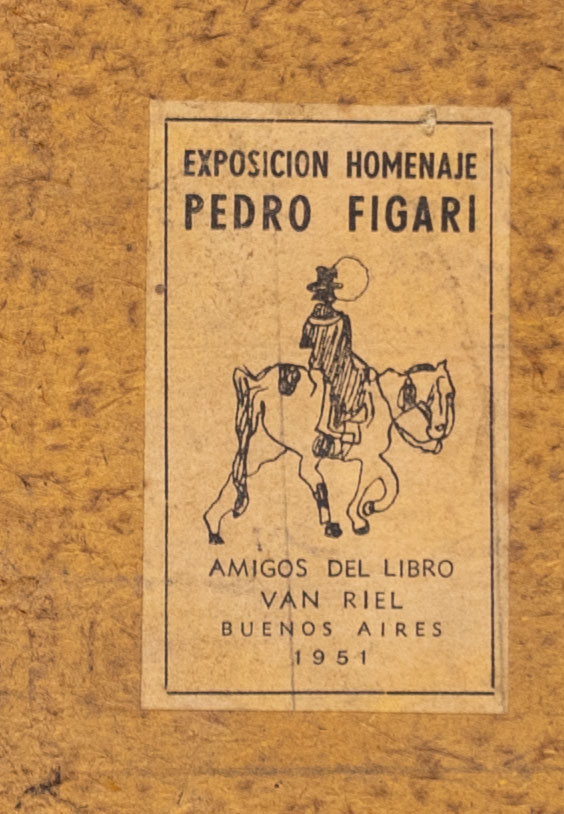 EXPOSICION HOMENAJE
PEDRO FIGARI
AMIGOS DEL LIBRO
VAN RIEL
BUENOS AIRES
1951